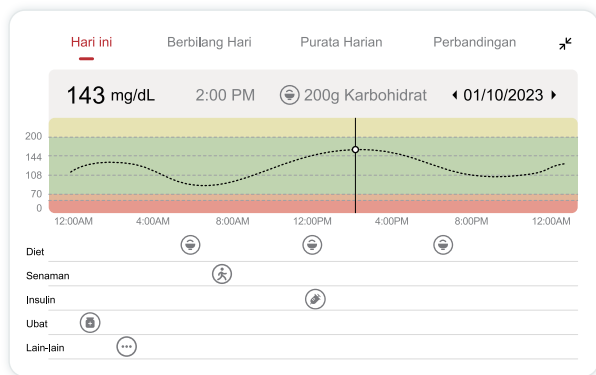 Hari ini Berbilang Hari Purata Harian Perbandingan
143 mg/dL 2:00 PM 200g Karbohidrat 01/10/2023
200
144
108
70
0
12:00AM 4:00AM 8:00AM 12:00PM 4:00PM 8:00PM 12:00AM
Diet
Senaman
Insulin
Ubat
Lain-lain